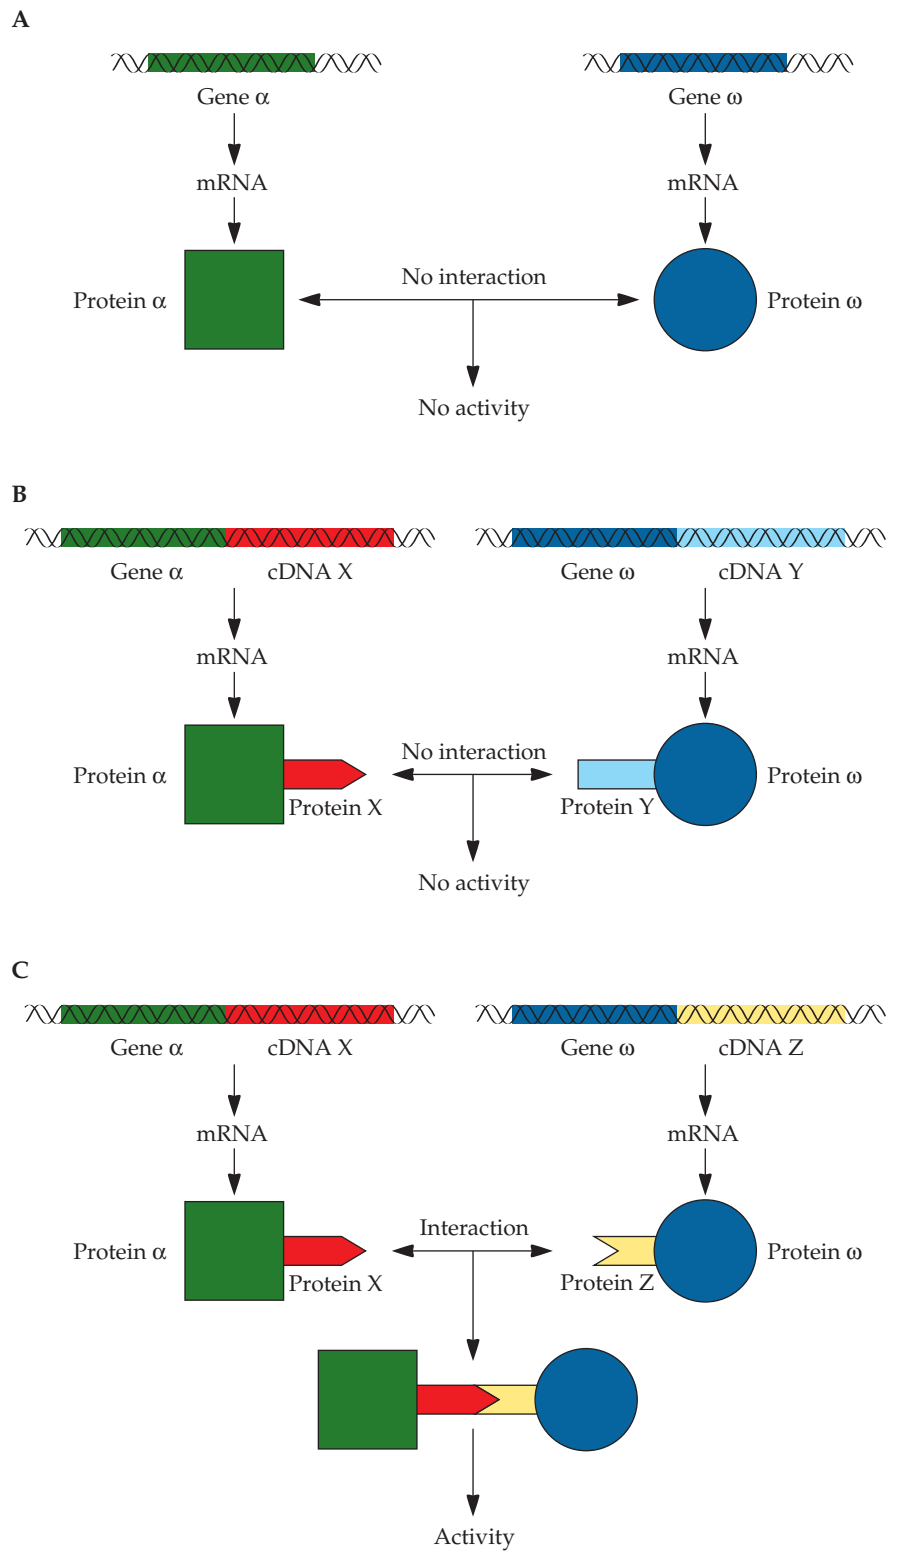 A
Gene α
Gene ω
mRNA
mRNA
No interaction
Protein α
Protein ω
No activity
B
Gene α cDNA X
Gene ω cDNA Y
mRNA
mRNA
No interaction
Protein α
Protein ω
Protein X
Protein Y
No activity
C
Gene α cDNA X
Gene ω cDNA Z
mRNA
mRNA
Interaction
Protein α
Protein ω
Protein X
Protein Z
Activity